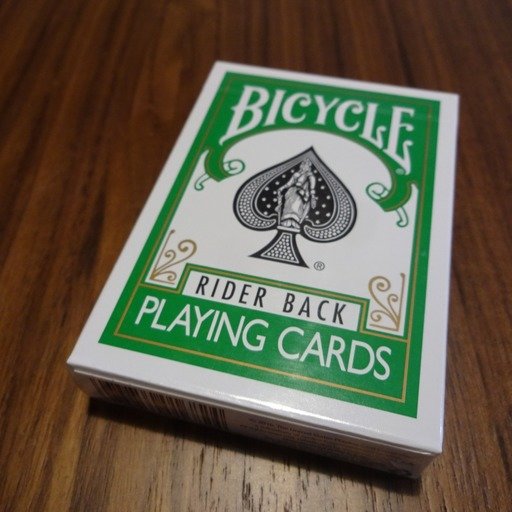 BICYCLE
®
®
RIDER BACK
PLAYING CARDS